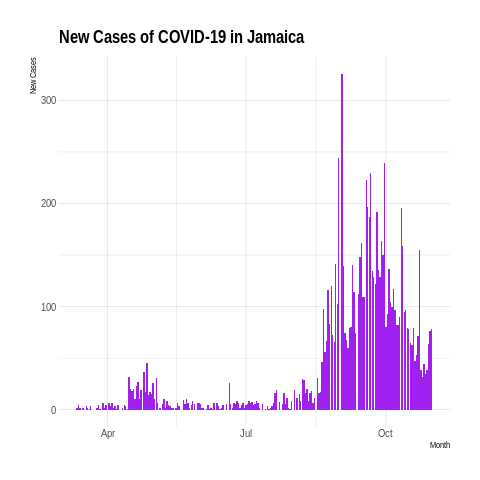 New Cases of COVID-19 in Jamaica
New Cases
300
200
100
0
Apr
Jul
Oct
Month